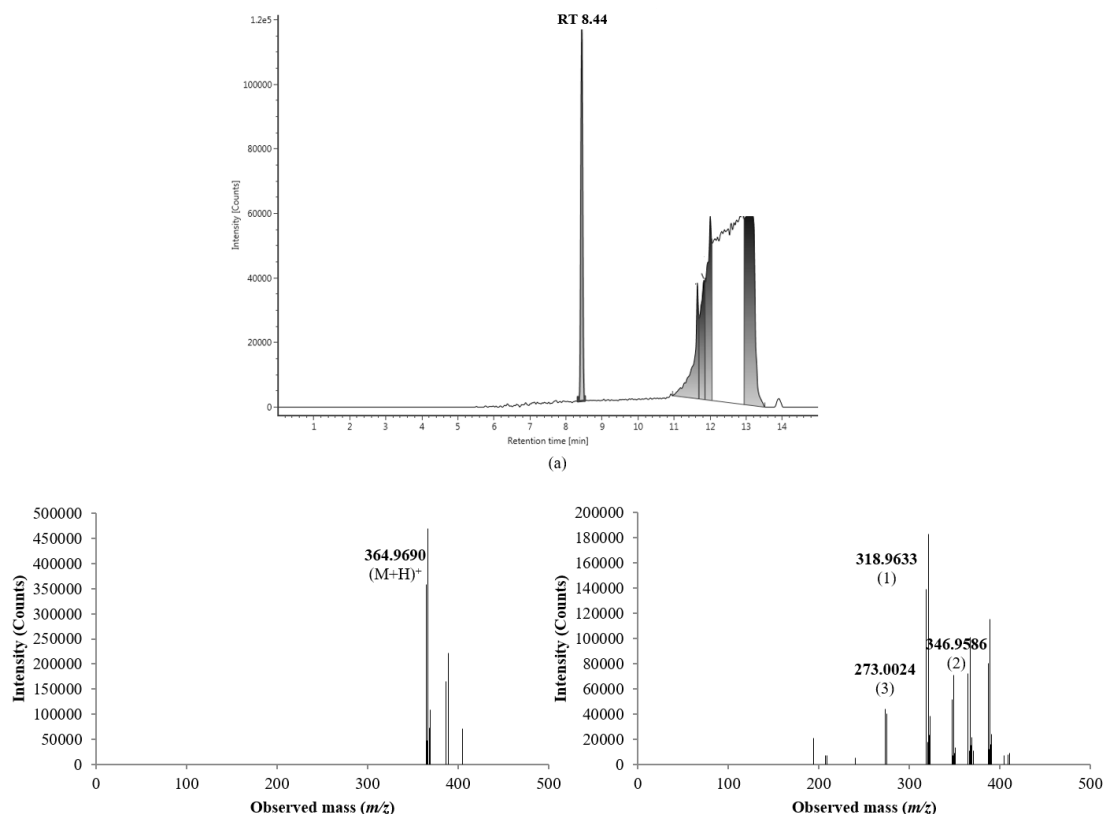 RT 8.44
1.2e5
100000
80000
60000
40000
20000
0
Intensity [Counts]
1 2 3 4 5 6 7 8 9 10 11 12 13 14
Retention time [min]
(a)
500000
450000
400000
350000
300000
250000
200000
150000
100000
50000
0
Intensity (Counts)
364.9690
(M+H)+
0 100 200 300 400 500
Observed mass (m/z)
200000
180000
160000
140000
120000
100000
80000
60000
40000
20000
0
Intensity (Counts)
318.9633
(1)
346.9586
(2)
273.0024
(3)
0 100 200 300 400 500
Observed mass (m/z)